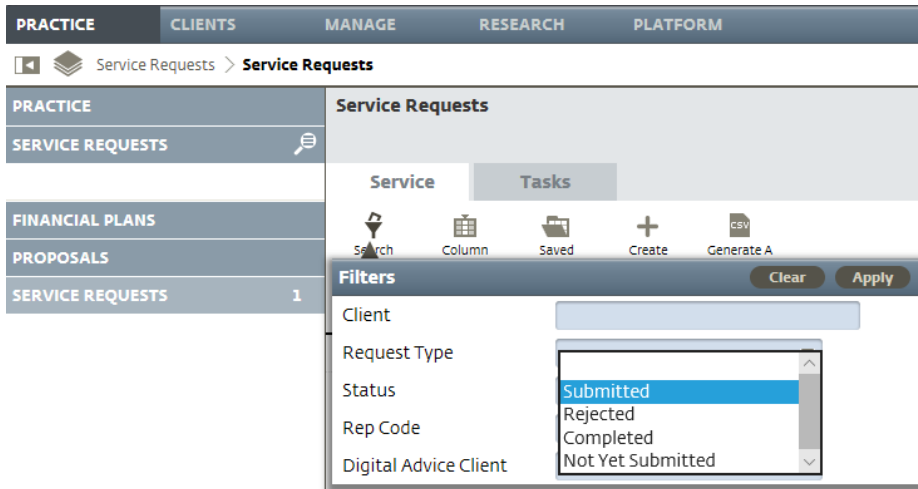 PRACTICE CLIENTS MANAGE RESEARCH PLATFORM
Service Requests > Service Requests
PRACTICE
SERVICE REQUESTS
FINANCIAL PLANS
PROPOSALS
SERVICE REQUESTS 1
Service Requests
Service Tasks
Search Column Saved Create Generate A
CSV
Filters Clear Apply
Client
Request Type
Status
Rep Code
Digital Advice Client
Submitted
Rejected
Completed
Not Yet Submitted